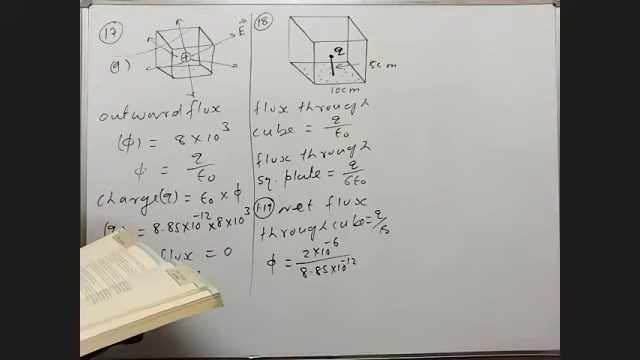 17
E
(9)
outward flux
(ϕ) = 8×10³
ϕ = q/ε0
charge(q) = ε0 × ϕ
= 8.85×10⁻¹² × 8×10³
flux = 0
18
q
5cm
10cm
flux through
cube = q/ε0
flux through
sq. plate = q/6ε0
1.19 net flux
through cube = q/ε0
ϕ = 2×10⁻⁶/8.85×10⁻¹²